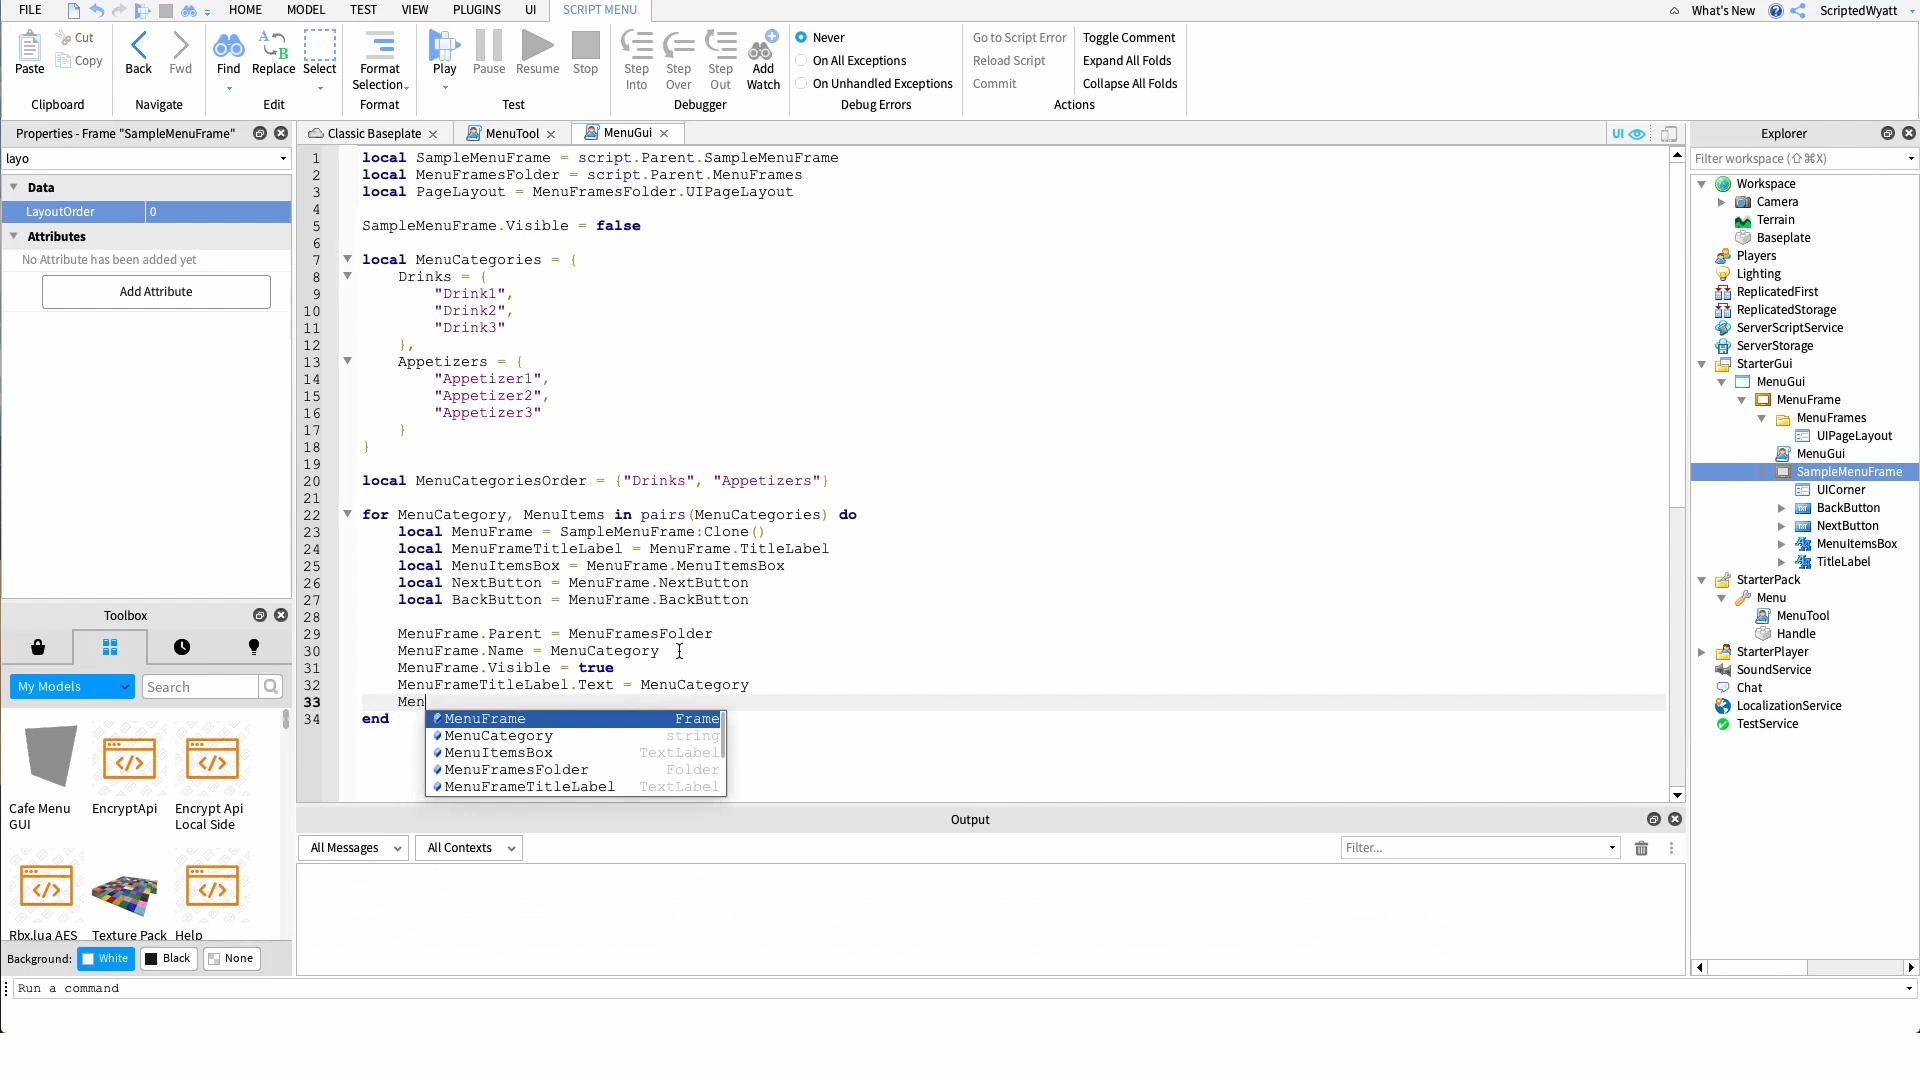 FILE HOME MODEL TEST VIEW PLUGINS UI SCRIPT MENU What's New ScriptedWyatt
Paste Cut Copy Clipboard
Back Fwd Navigate
Find Replace Select Edit
Format Selection Format
Play Pause Resume Stop Test
Step Into Step Over Step Out Add Watch Debugger
Never
On All Exceptions
On Unhandled Exceptions
Debug Errors
Go to Script Error Toggle Comment
Reload Script Expand All Folds
Commit Collapse All Folds
Actions
Properties - Frame "SampleMenuFrame"
layo
Data
LayoutOrder 0
Attributes
No Attribute has been added yet
Add Attribute
Toolbox
My Models Search
Cafe Menu GUI
EncryptApi
Encrypt Api Local Side
Rbx.lua AES
Texture Pack
Help
Background: White Black None
Classic Baseplate MenuTool MenuGui UI
1 local SampleMenuFrame = script.Parent.SampleMenuFrame
2 local MenuFramesFolder = script.Parent.MenuFrames
3 local PageLayout = MenuFramesFolder.UIPageLayout
4
5 SampleMenuFrame.Visible = false
6
7 local MenuCategories = {
8 Drinks = {
9 "Drink1",
10 "Drink2",
11 "Drink3"
12 },
13 Appetizers = {
14 "Appetizer1",
15 "Appetizer2",
16 "Appetizer3"
17 }
18 }
19
20 local MenuCategoriesOrder = {"Drinks", "Appetizers"}
21
22 for MenuCategory, MenuItems in pairs(MenuCategories) do
23 local MenuFrame = SampleMenuFrame:Clone()
24 local MenuFrameTitleLabel = MenuFrame.TitleLabel
25 local MenuItemsBox = MenuFrame.MenuItemsBox
26 local NextButton = MenuFrame.NextButton
27 local BackButton = MenuFrame.BackButton
28
29 MenuFrame.Parent = MenuFramesFolder
30 MenuFrame.Name = MenuCategory
31 MenuFrame.Visible = true
32 MenuFrameTitleLabel.Text = MenuCategory
33 Men
34 end
MenuFrame Frame
MenuCategory string
MenuItemsBox TextLabel
MenuFramesFolder Folder
MenuFrameTitleLabel TextLabel
Output
All Messages All Contexts Filter...
Explorer
Filter workspace (⇧⌘X)
Workspace
Camera
Terrain
Baseplate
Players
Lighting
ReplicatedFirst
ReplicatedStorage
ServerScriptService
ServerStorage
StarterGui
MenuGui
MenuFrame
MenuFrames
UIPageLayout
MenuGui
SampleMenuFrame
UICorner
BackButton
NextButton
MenuItemsBox
TitleLabel
StarterPack
Menu
MenuTool
Handle
StarterPlayer
SoundService
Chat
LocalizationService
TestService
Run a command